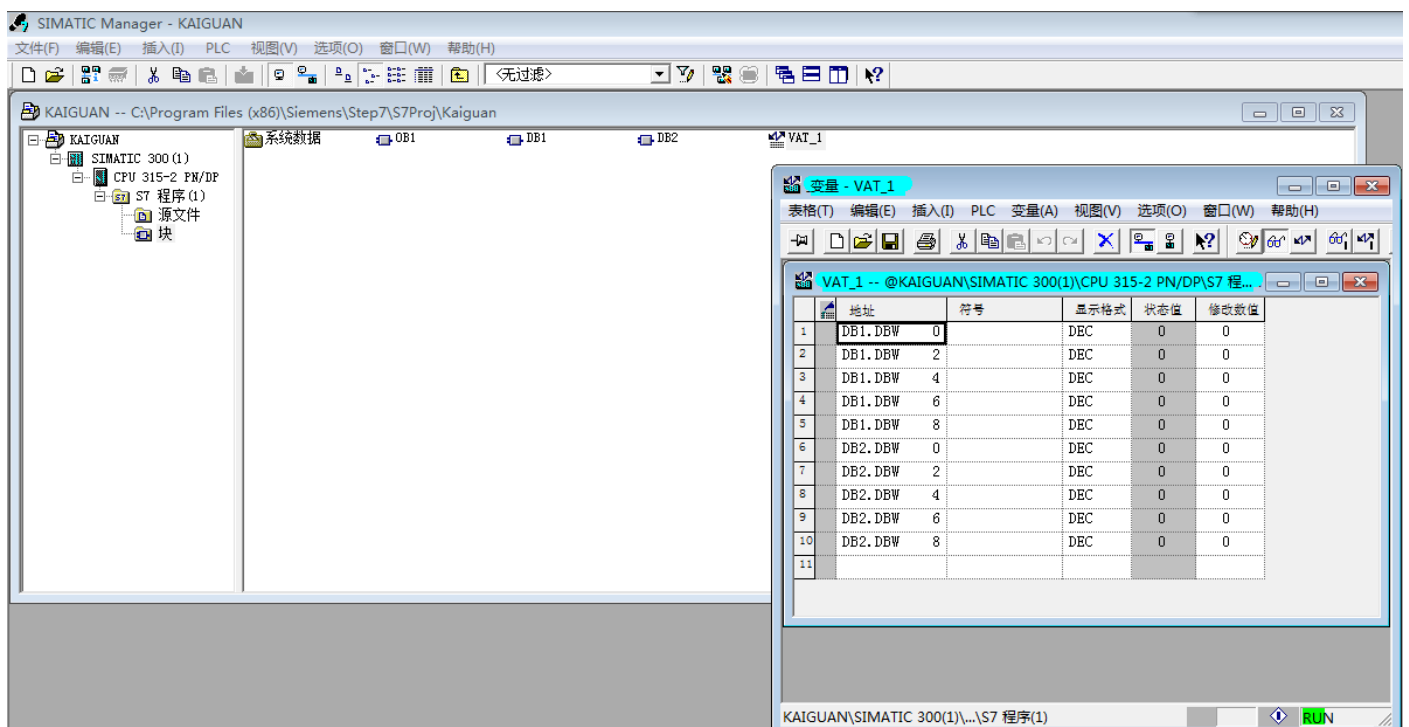 SIMATIC Manager - KAIGUAN
文件(F) 编辑(E) 插入(I) PLC 视图(V) 选项(O) 窗口(W) 帮助(H)
<无过滤>
KAIGUAN -- C:\Program Files (x86)\Siemens\Step7\S7Proj\Kaiguan
KAIGUAN
SIMATIC 300(1)
CPU 315-2 PN/DP
S7 程序(1)
源文件
块
系统数据 OB1 DB1 DB2 VAT_1
变量 - VAT_1
表格(T) 编辑(E) 插入(I) PLC 变量(A) 视图(V) 选项(O) 窗口(W) 帮助(H)
VAT_1 -- @KAIGUAN\SIMATIC 300(1)\CPU 315-2 PN/DP\S7 程...
地址 符号 显示格式 状态值 修改数值
1 DB1.DBW 0 DEC 0 0
2 DB1.DBW 2 DEC 0 0
3 DB1.DBW 4 DEC 0 0
4 DB1.DBW 6 DEC 0 0
5 DB1.DBW 8 DEC 0 0
6 DB2.DBW 0 DEC 0 0
7 DB2.DBW 2 DEC 0 0
8 DB2.DBW 4 DEC 0 0
9 DB2.DBW 6 DEC 0 0
10 DB2.DBW 8 DEC 0 0
11
KAIGUAN\SIMATIC 300(1)\...\S7 程序(1) RUN